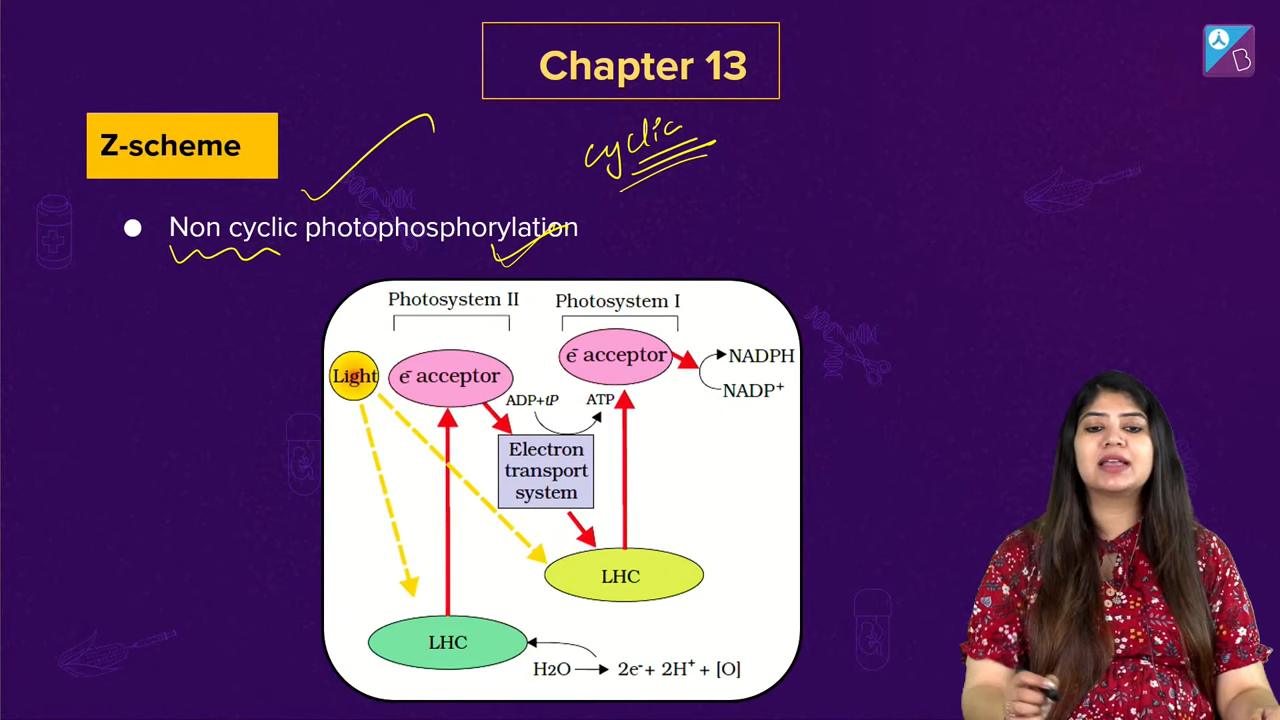 Chapter 13
B
Z-scheme
cyclic
● Non cyclic photophosphorylation
Photosystem II
Photosystem I
Light
e⁻ acceptor
e⁻ acceptor
NADPH
NADP⁺
ADP+iP
ATP
Electron
transport
system
LHC
LHC
H2O → 2e⁻ + 2H⁺ + [O]